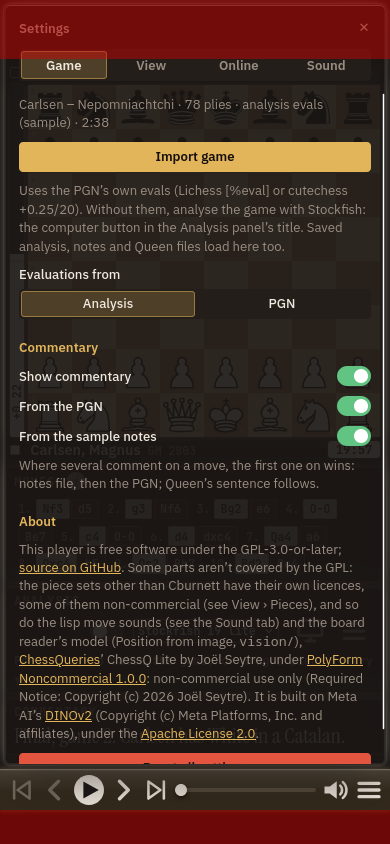 Settings
×
Game View Online Sound
Carlsen – Nepomniachtchi · 78 plies · analysis evals
(sample) · 2:38
Import game
Uses the PGN's own evals (Lichess [%eval] or cutechess
+0.25/20). Without them, analyse the game with Stockfish:
the computer button in the Analysis panel's title. Saved
analysis, notes and Queen files load here too.
Evaluations from
Analysis PGN
Commentary
Show commentary
From the PGN
From the sample notes
Carlsen, Magnus
19:57
Where several comment on a move, the first one on wins:
notes file, then the PGN; Queen's sentence follows.
About
This player is free software under the GPL-3.0-or-later;
source on GitHub. Some parts aren't covered by the GPL:
the piece sets other than Cburnett have their own licences,
some of them non-commercial (see View › Pieces), and so
do the lisp move sounds (see the Sound tab) and the board
reader's model (Position from image, vision/),
ChessQueries' ChessQ Lite by Joël Seytre, under PolyForm
Noncommercial 1.0.0: non-commercial use only (Required
Notice: Copyright (c) 2026 Joël Seytre). It is built on Meta
AI's DINOv2 (Copyright (c) Meta Platforms, Inc. and
affiliates), under the Apache License 2.0.